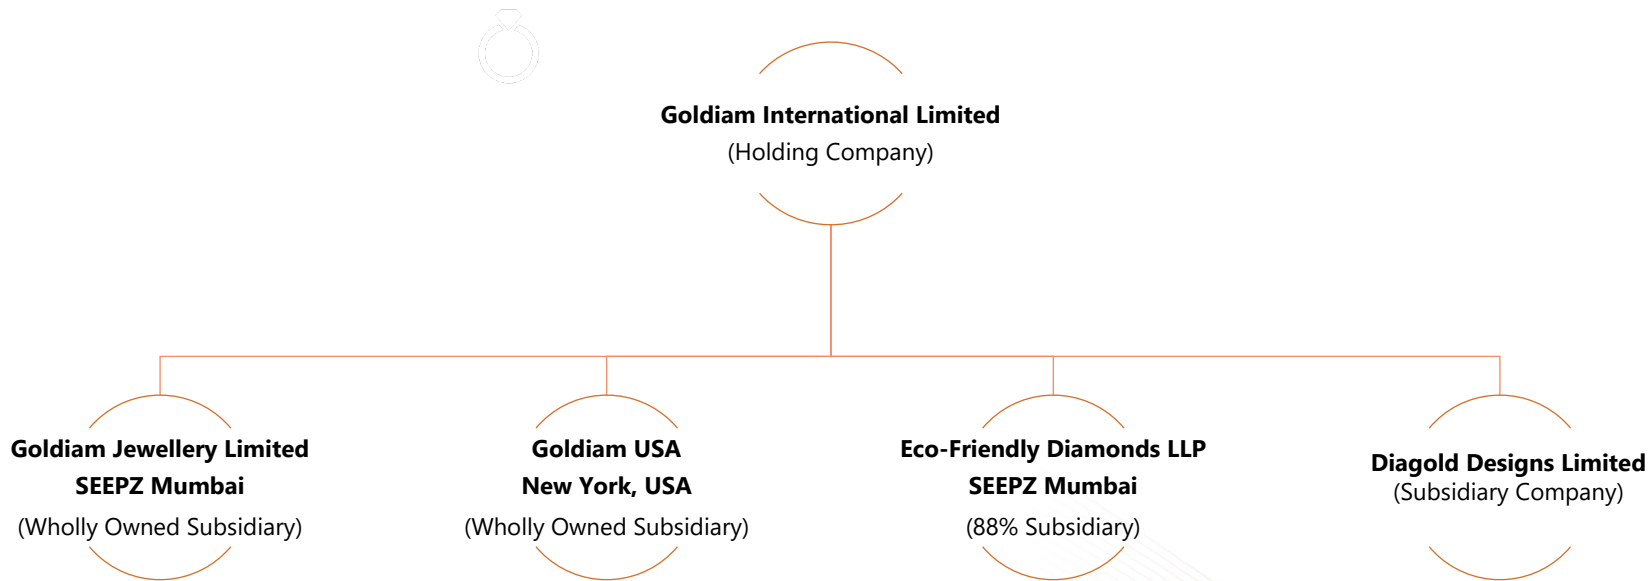 Goldiam International Limited
(Holding Company)
Goldiam Jewellery Limited
SEEPZ Mumbai
(Wholly Owned Subsidiary)
Goldiam USA
New York, USA
(Wholly Owned Subsidiary)
Eco-Friendly Diamonds LLP
SEEPZ Mumbai
(88% Subsidiary)
Diagold Designs Limited
(Subsidiary Company)